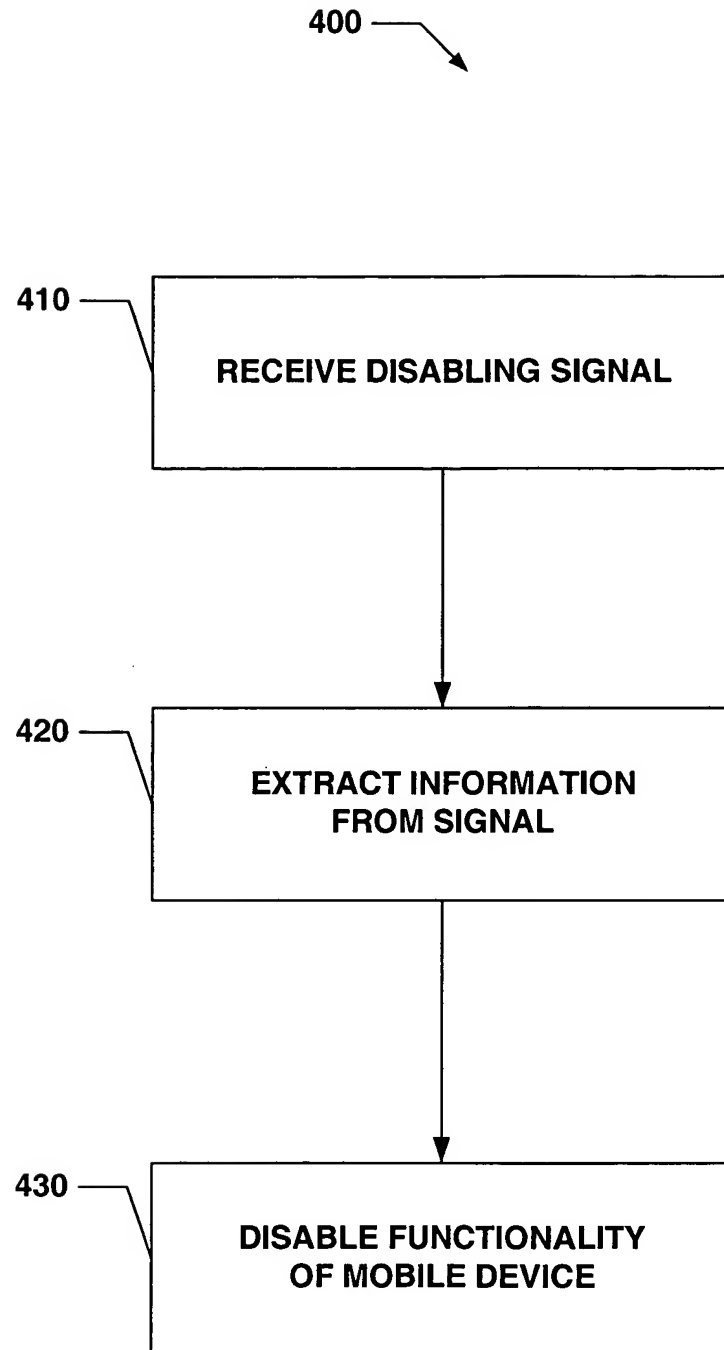 400
410
RECEIVE DISABLING SIGNAL
420
EXTRACT INFORMATION
FROM SIGNAL
430
DISABLE FUNCTIONALITY
OF MOBILE DEVICE